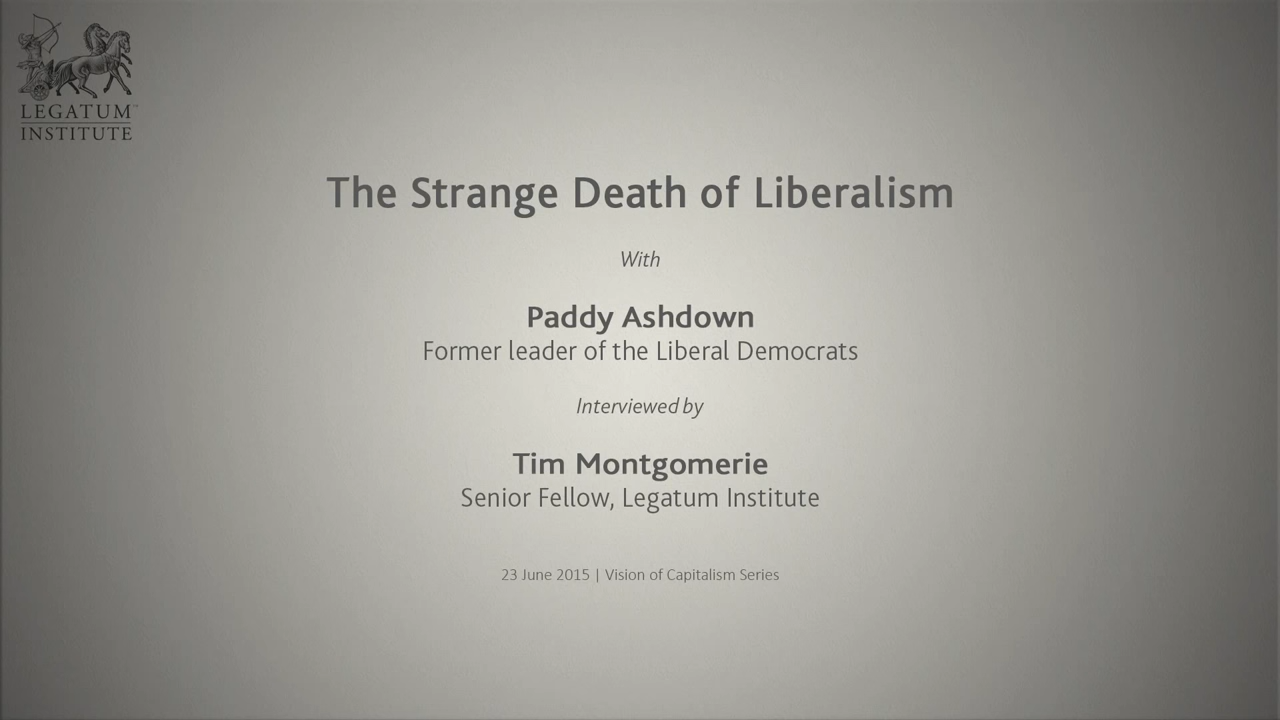 LEGATUM
INSTITUTE
The Strange Death of Liberalism
With
Paddy Ashdown
Former leader of the Liberal Democrats
Interviewed by
Tim Montgomerie
Senior Fellow, Legatum Institute
23 June 2015 | Vision of Capitalism Series